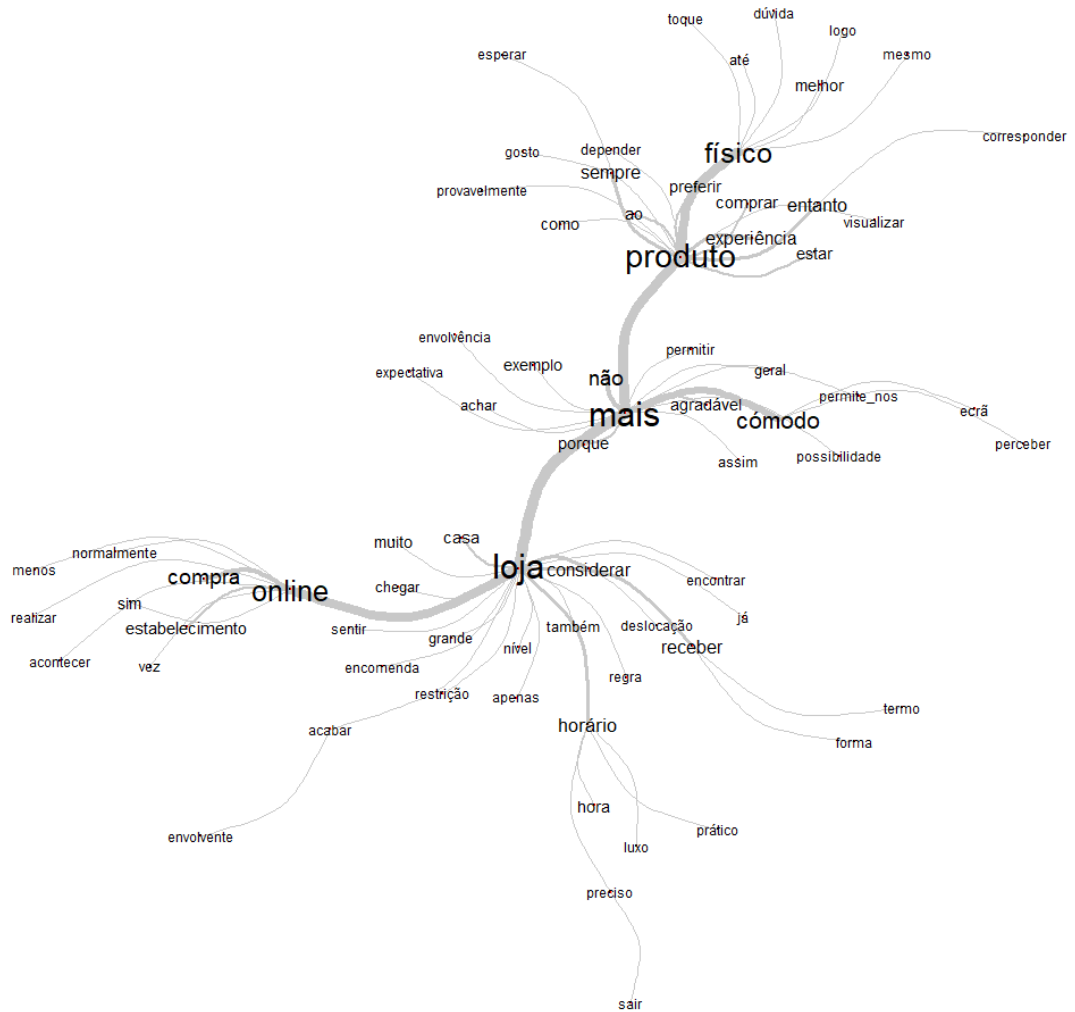 dúvida
toque
logo
esperar
até
mesmo
melhor
corresponder
depender
gosto
físico
sempre
preferir
provavelmente
comprar
entanto
como
ao
visualizar
experiência
produto
estar
envolvência
permitir
exemplo
expectativa
não
geral
permite_nos
achar
agradável
ecrã
mais
cómodo
porque
perceber
assim
possibilidade
casa
muito
normalmente
menos
loja
considerar
compra
chegar
encontrar
online
realizar
sim
já
estabelecimento
sentir
também
deslocação
grande
receber
acontecer
vez
nível
encomenda
regra
restrição
apenas
termo
acabar
horário
forma
hora
prático
envolvente
luxo
preciso
sair